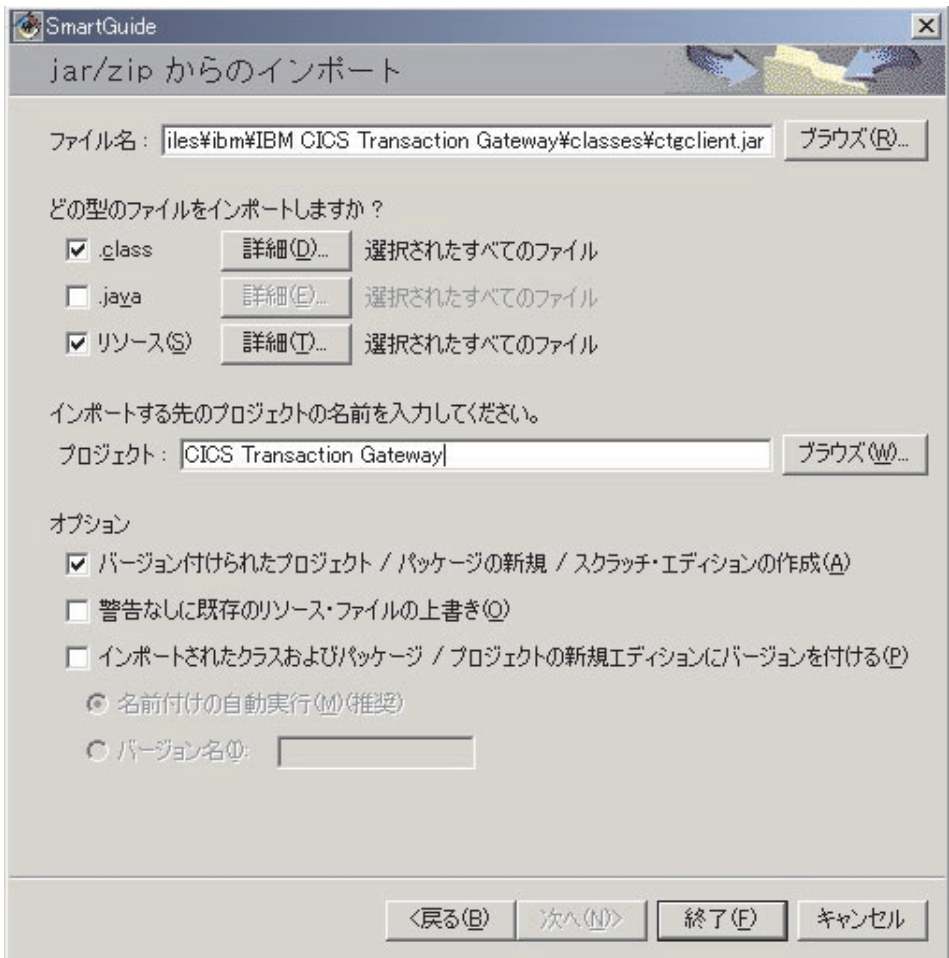 SmartGuide
jar/zip からのインポート
ファイル名: iles¥ibm¥IBM CICS Transaction Gateway¥classes¥ctgclient.jar ブラウズ(R)...
どの型のファイルをインポートしますか?
.class 詳細(D)... 選択されたすべてのファイル
.java 詳細(E)... 選択されたすべてのファイル
リソース(S) 詳細(T)... 選択されたすべてのファイル
インポートする先のプロジェクトの名前を入力してください。
プロジェクト: CICS Transaction Gateway ブラウズ(W)...
オプション
バージョン付けられたプロジェクト / パッケージの新規 / スクラッチ・エディションの作成(A)
警告なしに既存のリソース・ファイルの上書き(O)
インポートされたクラスおよびパッケージ / プロジェクトの新規エディションにバージョンを付ける(P)
名前付けの自動実行(M)(推奨)
バージョン名(I):
<戻る(B) 次へ(N)> 終了(F) キャンセル